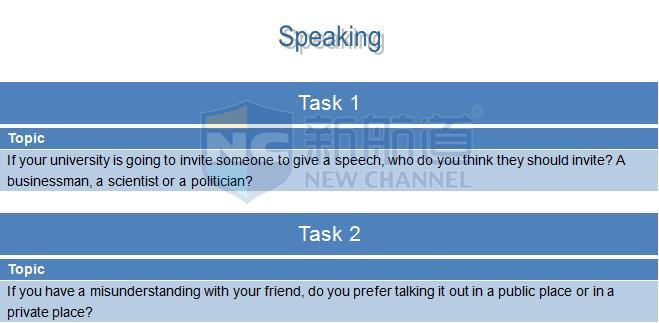 Speaking
Task 1
Topic
If your university is going to invite someone to give a speech, who do you think they should invite? A
businessman, a scientist or a politician?
新航道®
NEW CHANNEL
Task 2
Topic
If you have a misunderstanding with your friend, do you prefer talking it out in a public place or in a
private place?